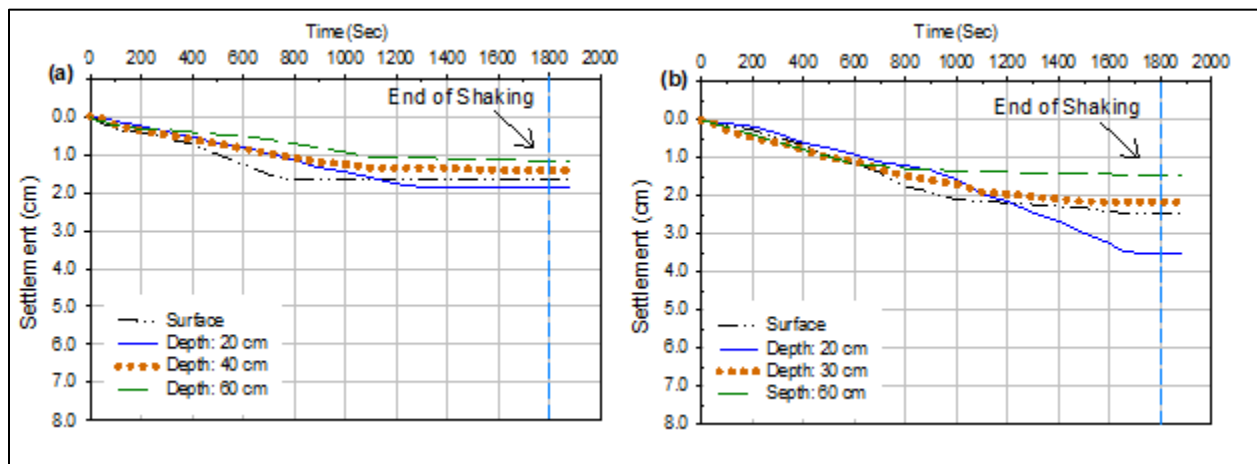 Time (Sec)
0 200 400 600 800 1000 1200 1400 1600 1800 2000
(a)
End of Shaking
0.0
1.0
2.0
3.0
4.0
5.0
6.0
7.0
8.0
Settlement (cm)
Surface
Depth: 20 cm
Depth: 40 cm
Depth: 60 cm
Time (Sec)
0 200 400 600 800 1000 1200 1400 1600 1800 2000
(b)
End of Shaking
0.0
1.0
2.0
3.0
4.0
5.0
6.0
7.0
8.0
Settlement (cm)
Surface
Depth: 20 cm
Depth: 30 cm
Septh: 60 cm